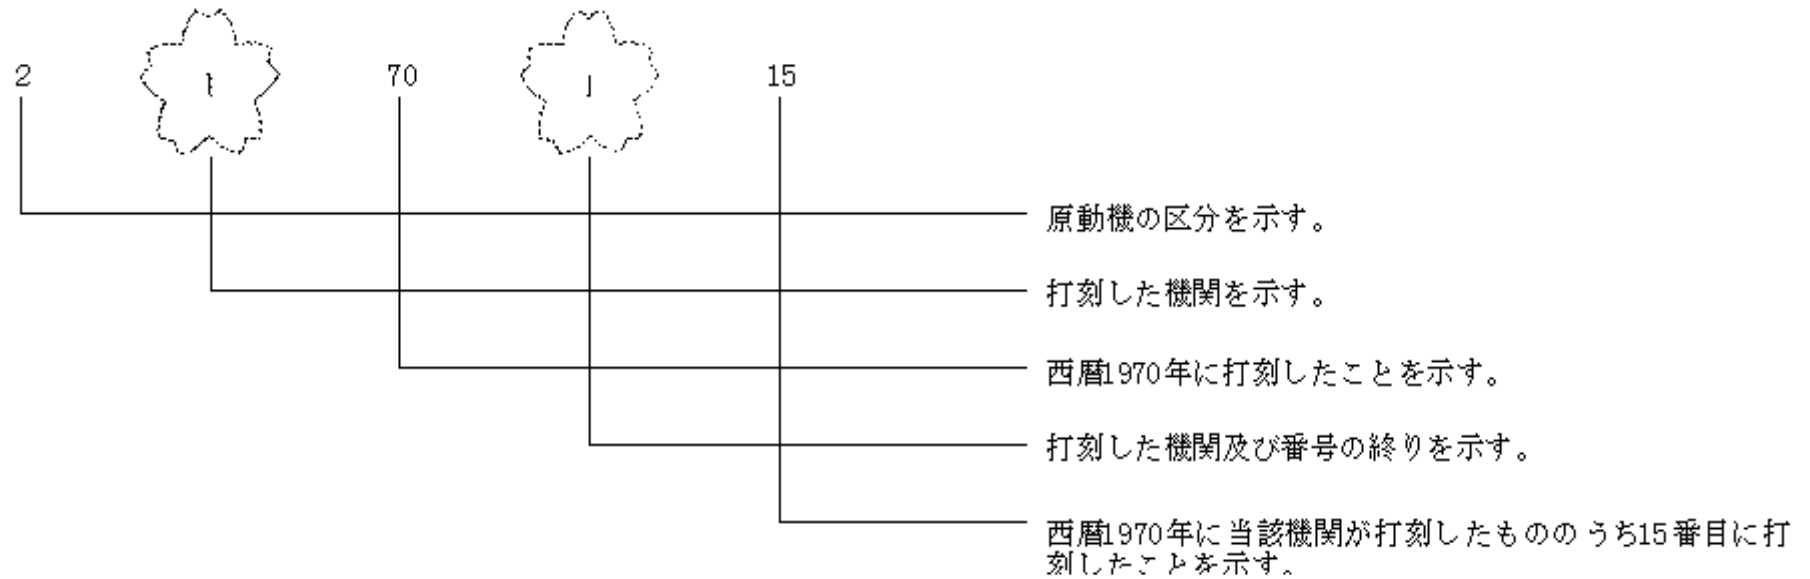 2 70 15
原動機の区分を示す。
打刻した機関を示す。
西暦1970年に打刻したことを示す。
打刻した機関及び番号の終りを示す。
西暦1970年に当該機関が打刻したもののうち15番目に打
刻したことを示す。